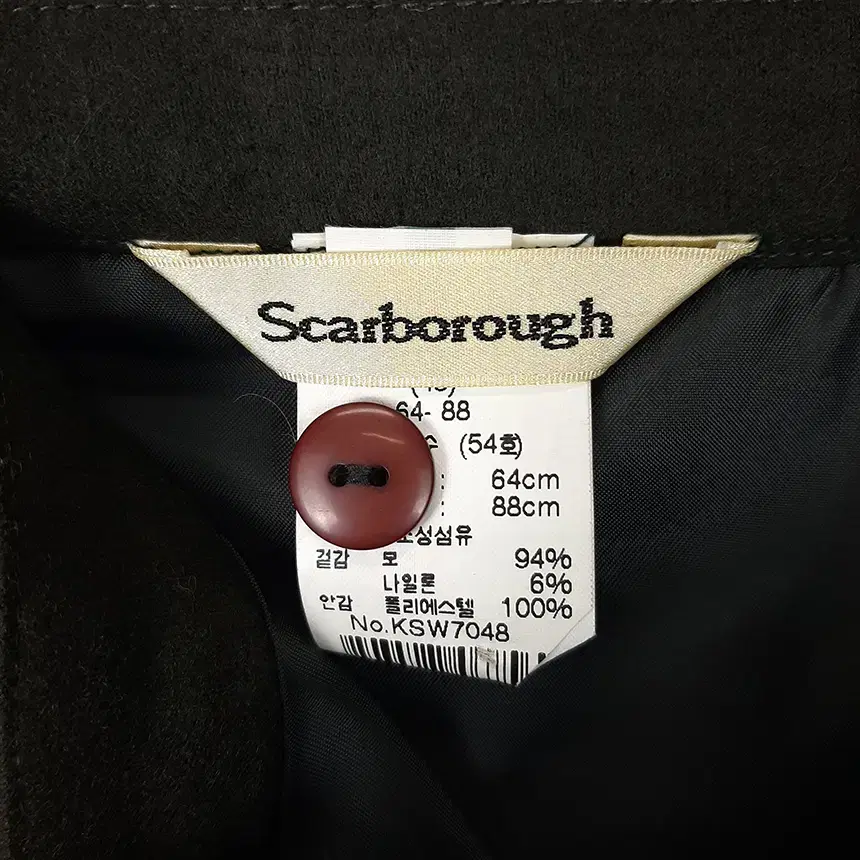 Scarborough
64- 88
(54호)
: 64cm
: 88cm
조성섬유
겉감 모 94%
나일론 6%
안감 폴리에스텔 100%
No.KSW7048